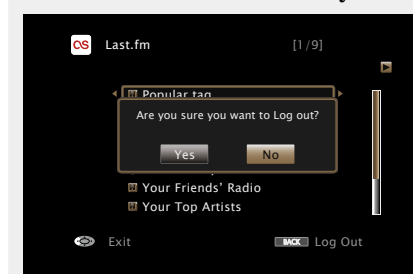 Last.fm [1/9]
Popular tag
Are you sure you want to Log out?
Yes No
Your Friends' Radio
Your Top Artists
Exit BACK Log Out